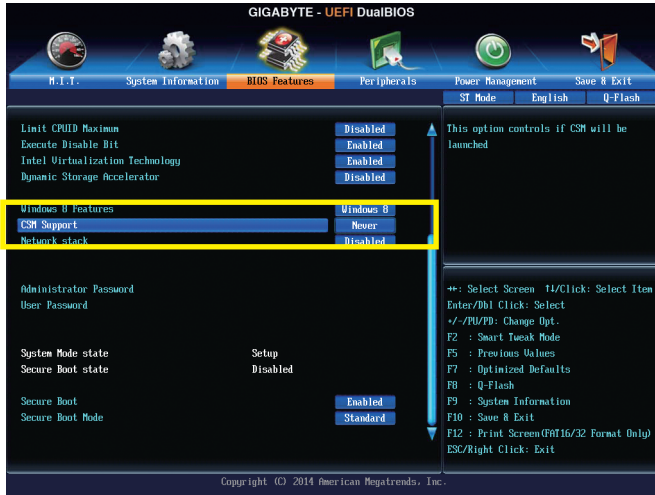 GIGABYTE - UEFI DualBIOS
M.I.T. System Information BIOS Features Peripherals Power Management Save & Exit
ST Mode English Q-Flash
Limit CPUID Maximum Disabled
Execute Disable Bit Enabled
Intel Virtualization Technology Enabled
Dynamic Storage Accelerator Disabled
Windows 8 Features Windows 8
CSM Support Never
Network stack Disabled
Administrator Password
User Password
System Mode state Setup
Secure Boot state Disabled
Secure Boot Enabled
Secure Boot Mode Standard
This option controls if CSM will be
launched
→←: Select Screen ↑↓/Click: Select Item
Enter/Dbl Click: Select
+/-/PU/PD: Change Opt.
F2 : Smart Tweak Mode
F5 : Previous Values
F7 : Optimized Defaults
F8 : Q-Flash
F9 : System Information
F10 : Save & Exit
F12 : Print Screen(FAT16/32 Format Only)
ESC/Right Click: Exit
Copyright (C) 2014 American Megatrends, Inc.